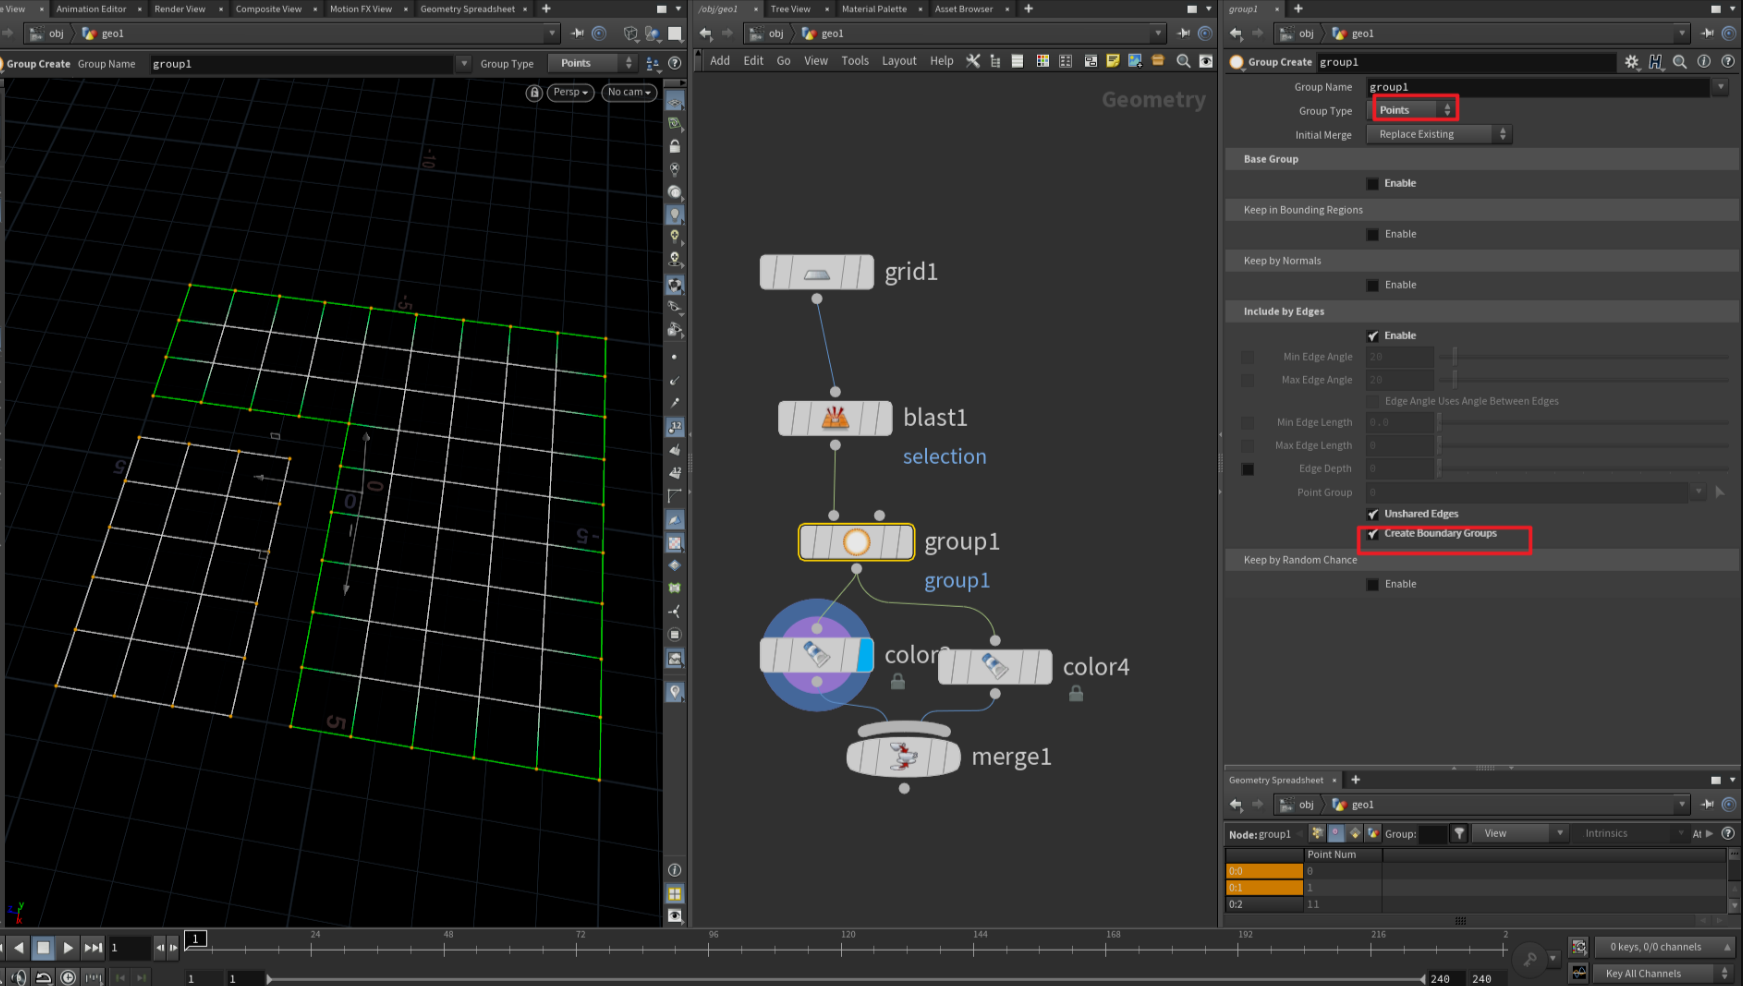 e View
Animation Editor
Render View
Composite View
Motion FX View
Geometry Spreadsheet
obj
geo1
Group Create
Group Name
group1
Group Type
Points
Persp
No cam
-10
-5
5
0
0
-5
5
12
12
y
/obj/geo1
Tree View
Material Palette
Asset Browser
obj
geo1
Add
Edit
Go
View
Tools
Layout
Help
Geometry
grid1
blast1
selection
group1
group1
color
color4
merge1
group1
obj
geo1
Group Create
group1
Group Name
group1
Group Type
Points
Initial Merge
Replace Existing
Base Group
Enable
Keep in Bounding Regions
Enable
Keep by Normals
Enable
Include by Edges
Enable
Min Edge Angle
20
Max Edge Angle
20
Edge Angle Uses Angle Between Edges
Min Edge Length
0.0
Max Edge Length
0
Edge Depth
0
Point Group
0
Unshared Edges
Create Boundary Groups
Keep by Random Chance
Enable
Geometry Spreadsheet
obj
geo1
Node: group1
Group:
View
Intrinsics
At
Point Num
0:0
0
0:1
1
0:2
11
1
1
24
48
72
96
120
144
168
192
216
2
0 keys, 0/0 channels
1
1
240
240
Key All Channels